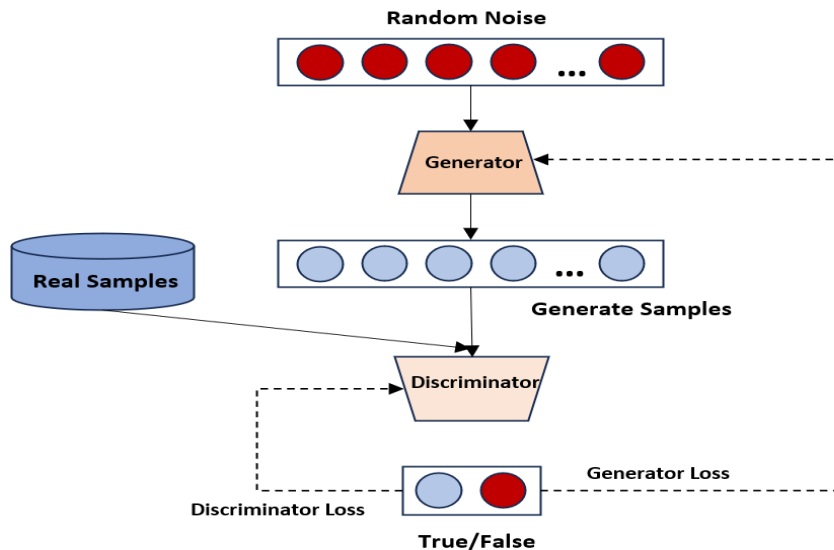 Random Noise
...
Generator
...
Real Samples
Generate Samples
Discriminator
Generator Loss
Discriminator Loss
True/False